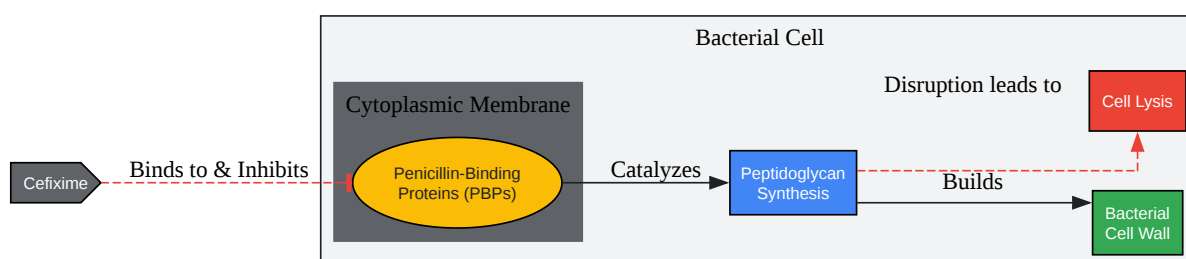 Bacterial Cell
Cytoplasmic Membrane
Disruption leads to
Cell Lysis
Cefixime
Binds to & Inhibits
Penicillin-Binding
Proteins (PBPs)
Catalyzes
Peptidoglycan
Synthesis
Builds
Bacterial
Cell Wall